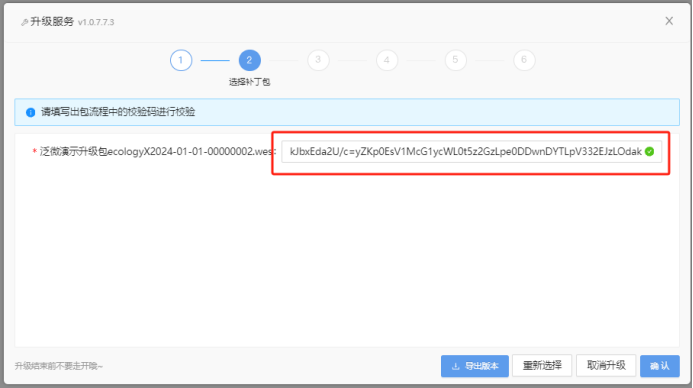 升级服务 v1.0.7.7.3
1 2 3 4 5 6
选择补丁包
请填写出包流程中的校验码进行校验
* 泛微演示升级包ecologyX2024-01-01-00000002.wes: kJbxEda2U/c=yZKp0EsV1McG1ycWL0t5z2GzLpe0DDwnDYTLpV332EJzLOdak
升级结束前不要走开哦~ 导出版本 重新选择 取消升级 确认